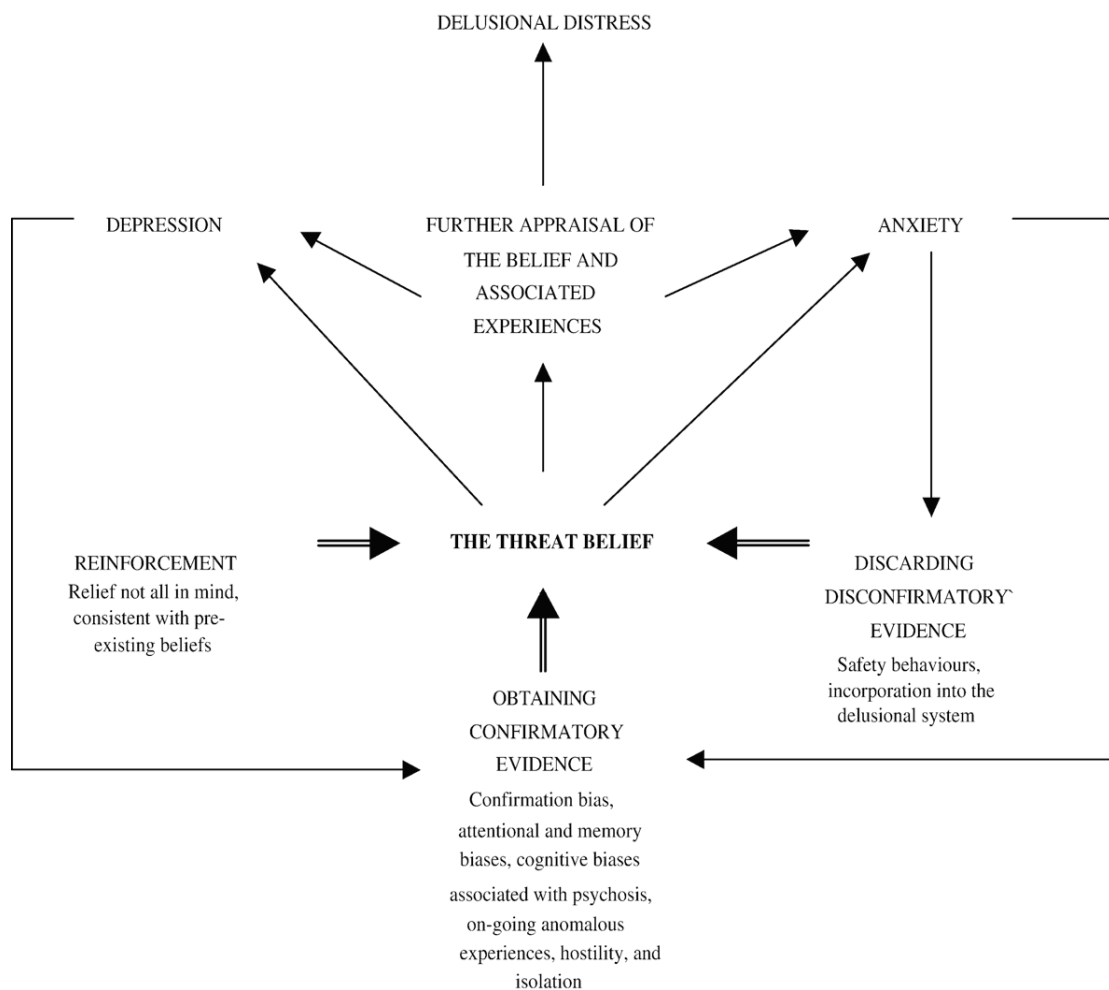 DELUSIONAL DISTRESS
DEPRESSION
FURTHER APPRAISAL OF
THE BELIEF AND
ASSOCIATED
EXPERIENCES
ANXIETY
THE THREAT BELIEF
REINFORCEMENT
Relief not all in mind,
consistent with pre-
existing beliefs
DISCARDING
DISCONFIRMATORY`
EVIDENCE
Safety behaviours,
incorporation into the
delusional system
OBTAINING
CONFIRMATORY
EVIDENCE
Confirmation bias,
attentional and memory
biases, cognitive biases
associated with psychosis,
on-going anomalous
experiences, hostility, and
isolation